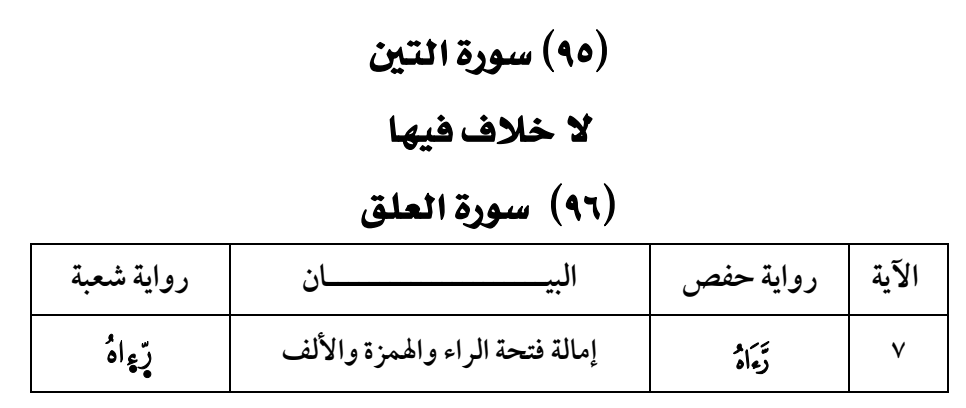 (٩٥) سورة التين
لا خلاف فيها
(٩٦) سورة العلق
الآية رواية حفص البيـــــــــــــــان رواية شعبة
٧ رَّءَاهُ إمالة فتحة الراء والهمزة والألف رّءاهُ